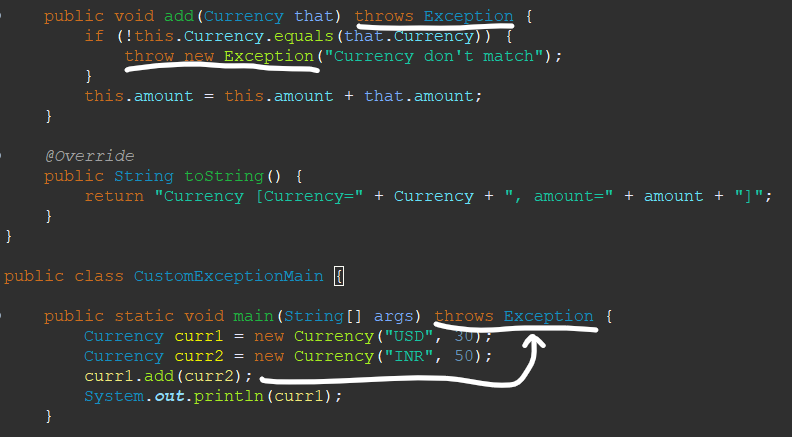 public void add(Currency that) throws Exception {
if (!this.Currency.equals(that.Currency)) {
throw new Exception("Currency don't match");
}
this.amount = this.amount + that.amount;
}
@Override
public String toString() {
return "Currency [Currency=" + Currency + ", amount=" + amount + "]";
}
}
public class CustomExceptionMain {
public static void main(String[] args) throws Exception {
Currency curr1 = new Currency("USD", 30);
Currency curr2 = new Currency("INR", 50);
curr1.add(curr2);
System.out.println(curr1);
}